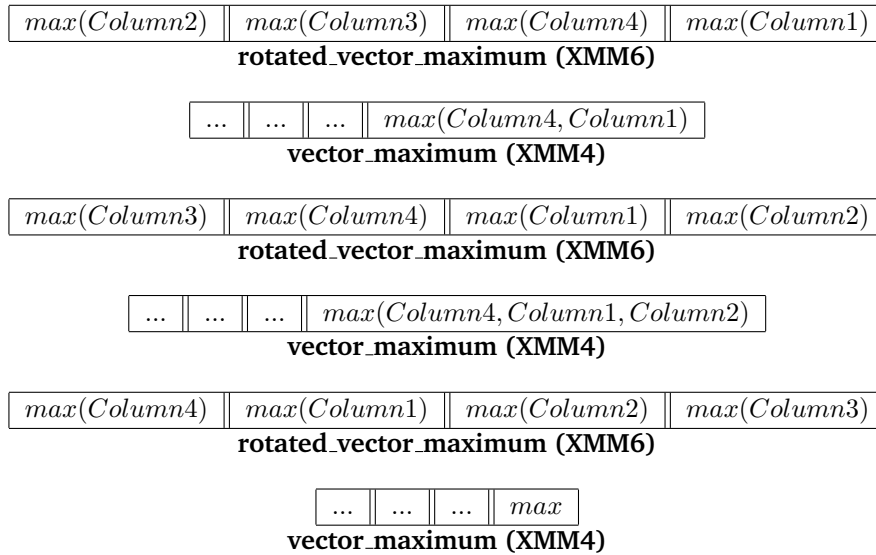 max(Column2) max(Column3) max(Column4) max(Column1)
rotated_vector_maximum (XMM6)
... ... ... max(Column4, Column1)
vector_maximum (XMM4)
max(Column3) max(Column4) max(Column1) max(Column2)
rotated_vector_maximum (XMM6)
... ... ... max(Column4, Column1, Column2)
vector_maximum (XMM4)
max(Column4) max(Column1) max(Column2) max(Column3)
rotated_vector_maximum (XMM6)
... ... ... max
vector_maximum (XMM4)